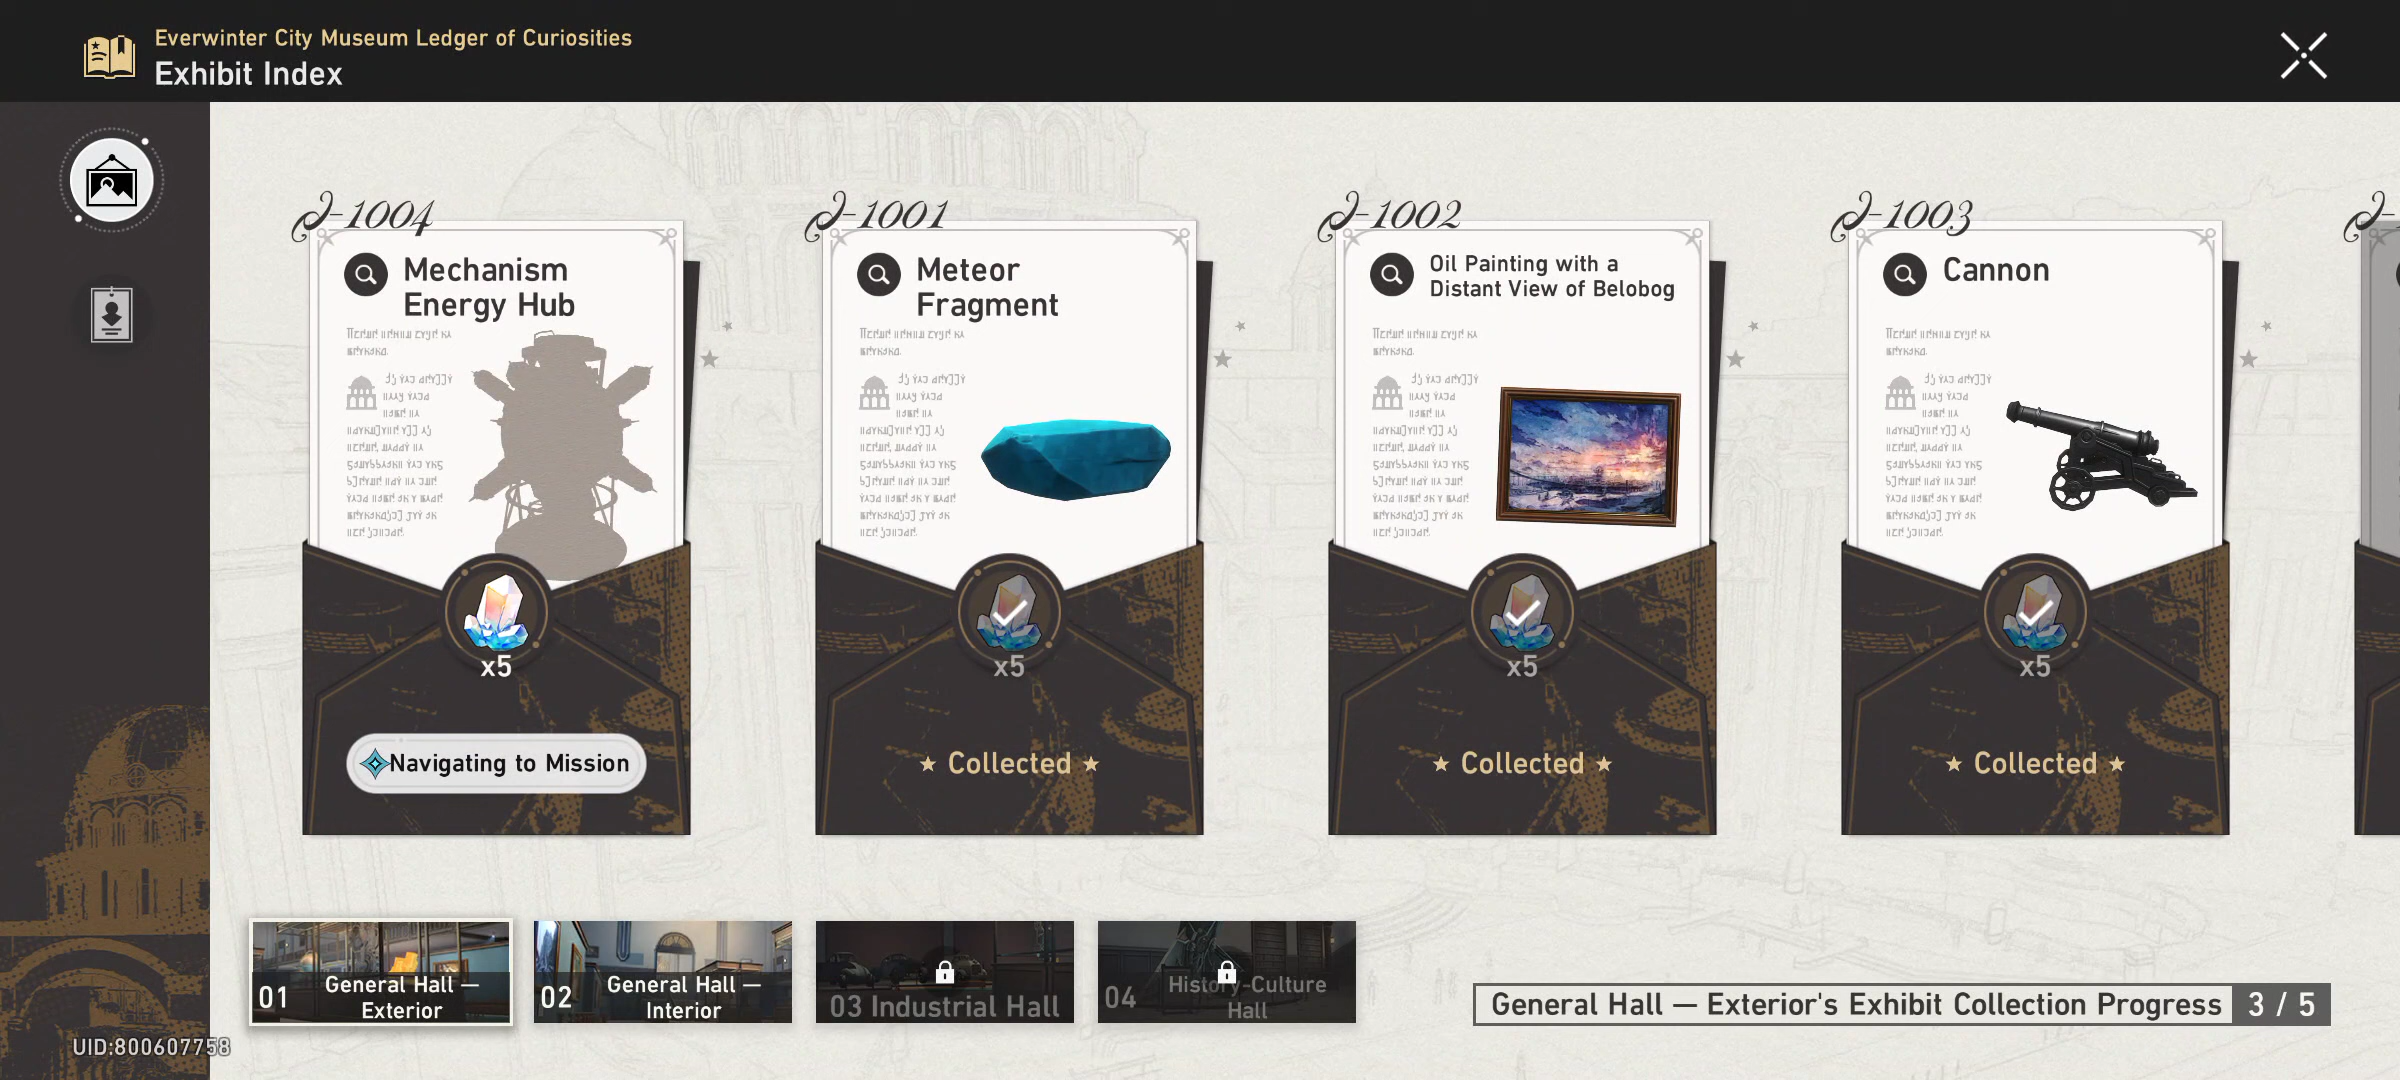 Everwinter City Museum Ledger of Curiosities
Exhibit Index
-1004
Mechanism
Energy Hub
x5
Navigating to Mission
-1001
Meteor
Fragment
x5
Collected
-1002
Oil Painting with a
Distant View of Belobog
x5
Collected
-1003
Cannon
x5
Collected
01 General Hall —
Exterior
02 General Hall —
Interior
03 Industrial Hall
04 History-Culture
Hall
General Hall — Exterior's Exhibit Collection Progress 3 / 5
UID:800607758